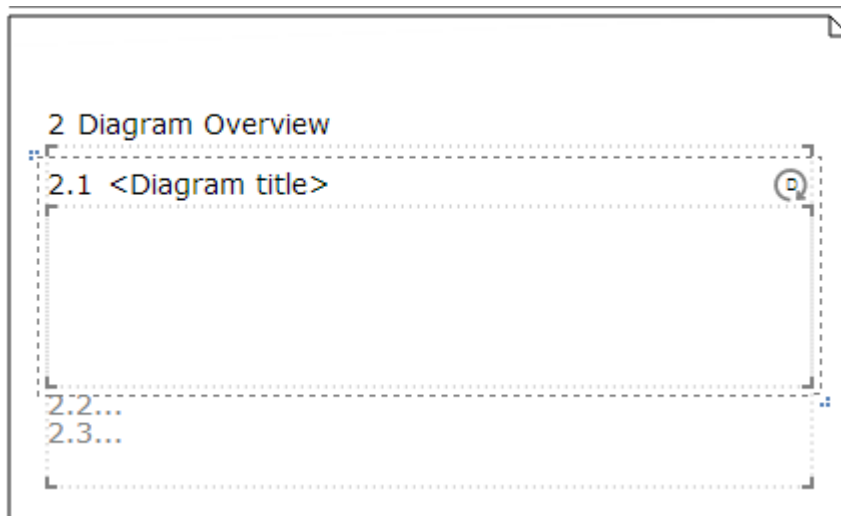 2 Diagram Overview
2.1 <Diagram title>
D
2.2...
2.3...